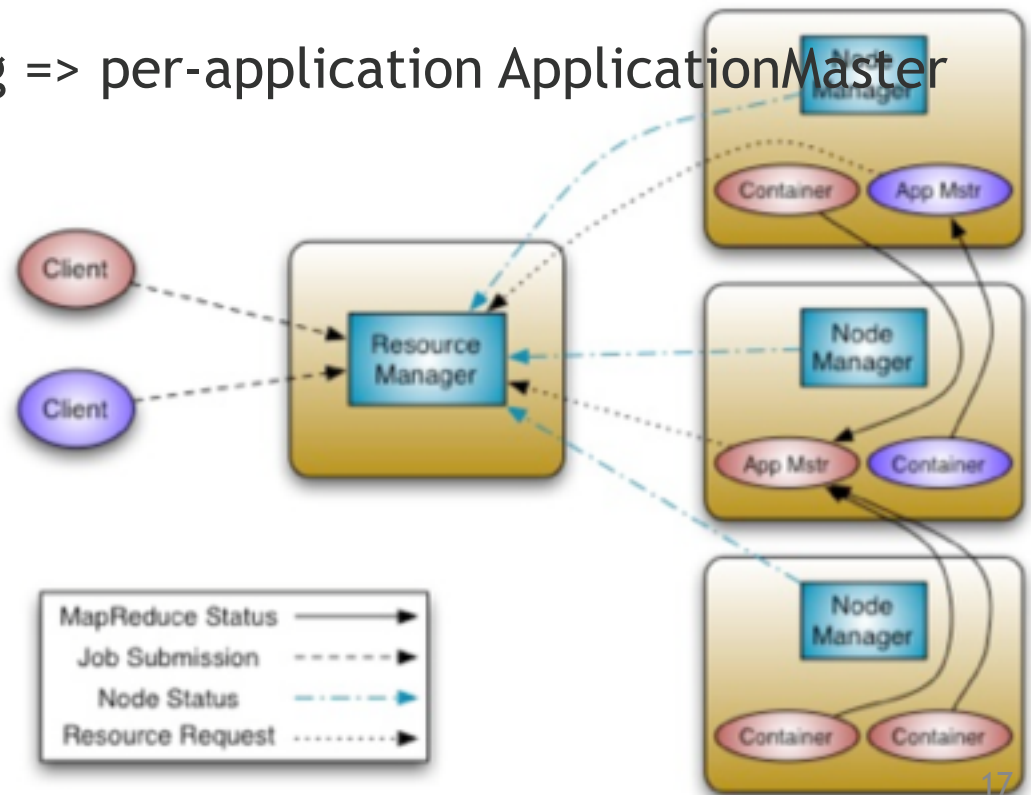 g => per-application ApplicationMaster
Node
Manager
Container
App Mstr
Client
Client
Resource
Manager
Node
Manager
App Mstr
Container
Node
Manager
Container
Container
MapReduce Status
Job Submission
Node Status
Resource Request
17